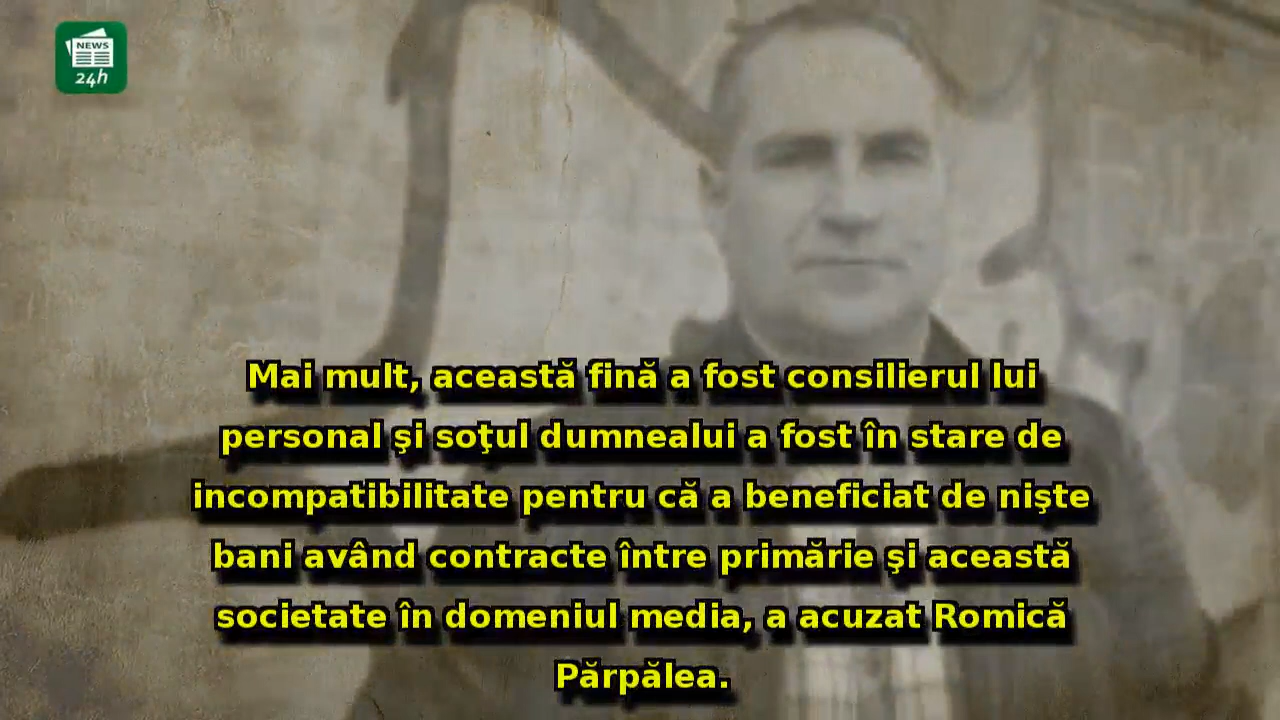 NEWS
24h
Mai mult, această fină a fost consilierul lui
personal şi soţul dumnealui a fost în stare de
incompatibilitate pentru că a beneficiat de nişte
bani având contracte între primărie şi această
societate în domeniul media, a acuzat Romică
Părpălea.